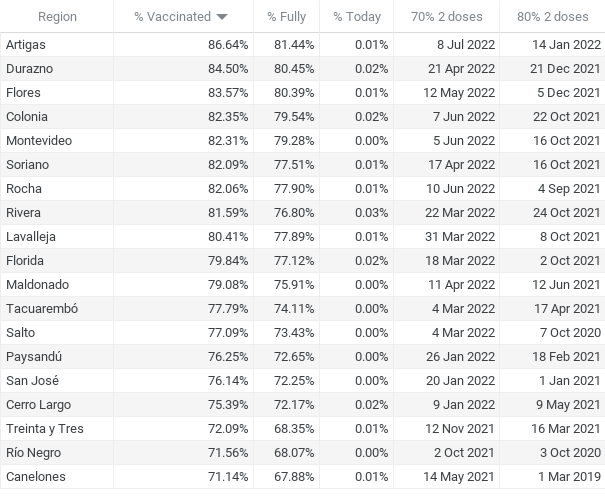 Region % Vaccinated % Fully % Today 70% 2 doses 80% 2 doses
Artigas 86.64% 81.44% 0.01% 8 Jul 2022 14 Jan 2022
Durazno 84.50% 80.45% 0.02% 21 Apr 2022 21 Dec 2021
Flores 83.57% 80.39% 0.01% 12 May 2022 5 Dec 2021
Colonia 82.35% 79.54% 0.02% 7 Jun 2022 22 Oct 2021
Montevideo 82.31% 79.28% 0.00% 5 Jun 2022 16 Oct 2021
Soriano 82.09% 77.51% 0.01% 17 Apr 2022 16 Oct 2021
Rocha 82.06% 77.90% 0.01% 10 Jun 2022 4 Sep 2021
Rivera 81.59% 76.80% 0.03% 22 Mar 2022 24 Oct 2021
Lavalleja 80.41% 77.89% 0.01% 31 Mar 2022 8 Oct 2021
Florida 79.84% 77.12% 0.02% 18 Mar 2022 2 Oct 2021
Maldonado 79.08% 75.91% 0.00% 11 Apr 2022 12 Jun 2021
Tacuarembó 77.79% 74.11% 0.00% 4 Mar 2022 17 Apr 2021
Salto 77.09% 73.43% 0.00% 4 Mar 2022 7 Oct 2020
Paysandú 76.25% 72.65% 0.00% 26 Jan 2022 18 Feb 2021
San José 76.14% 72.25% 0.00% 20 Jan 2022 1 Jan 2021
Cerro Largo 75.39% 72.17% 0.02% 9 Jan 2022 9 May 2021
Treinta y Tres 72.09% 68.35% 0.01% 12 Nov 2021 16 Mar 2021
Río Negro 71.56% 68.07% 0.00% 2 Oct 2021 3 Oct 2020
Canelones 71.14% 67.88% 0.01% 14 May 2021 1 Mar 2019